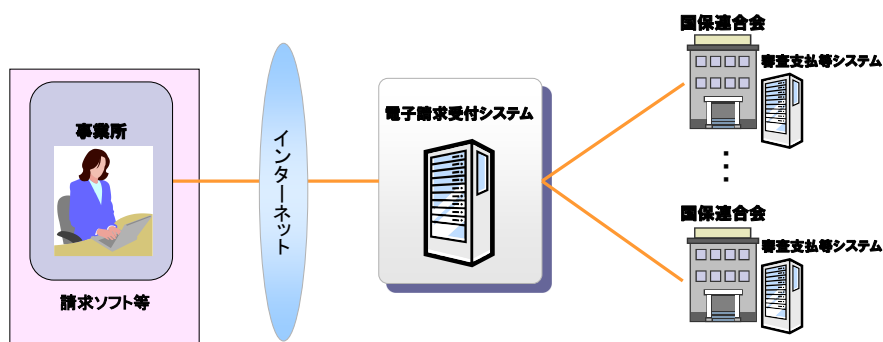 事業所
請求ソフト等
インターネット
電子請求受付システム
国保連合会
審査支払等システム
国保連合会
審査支払等システム